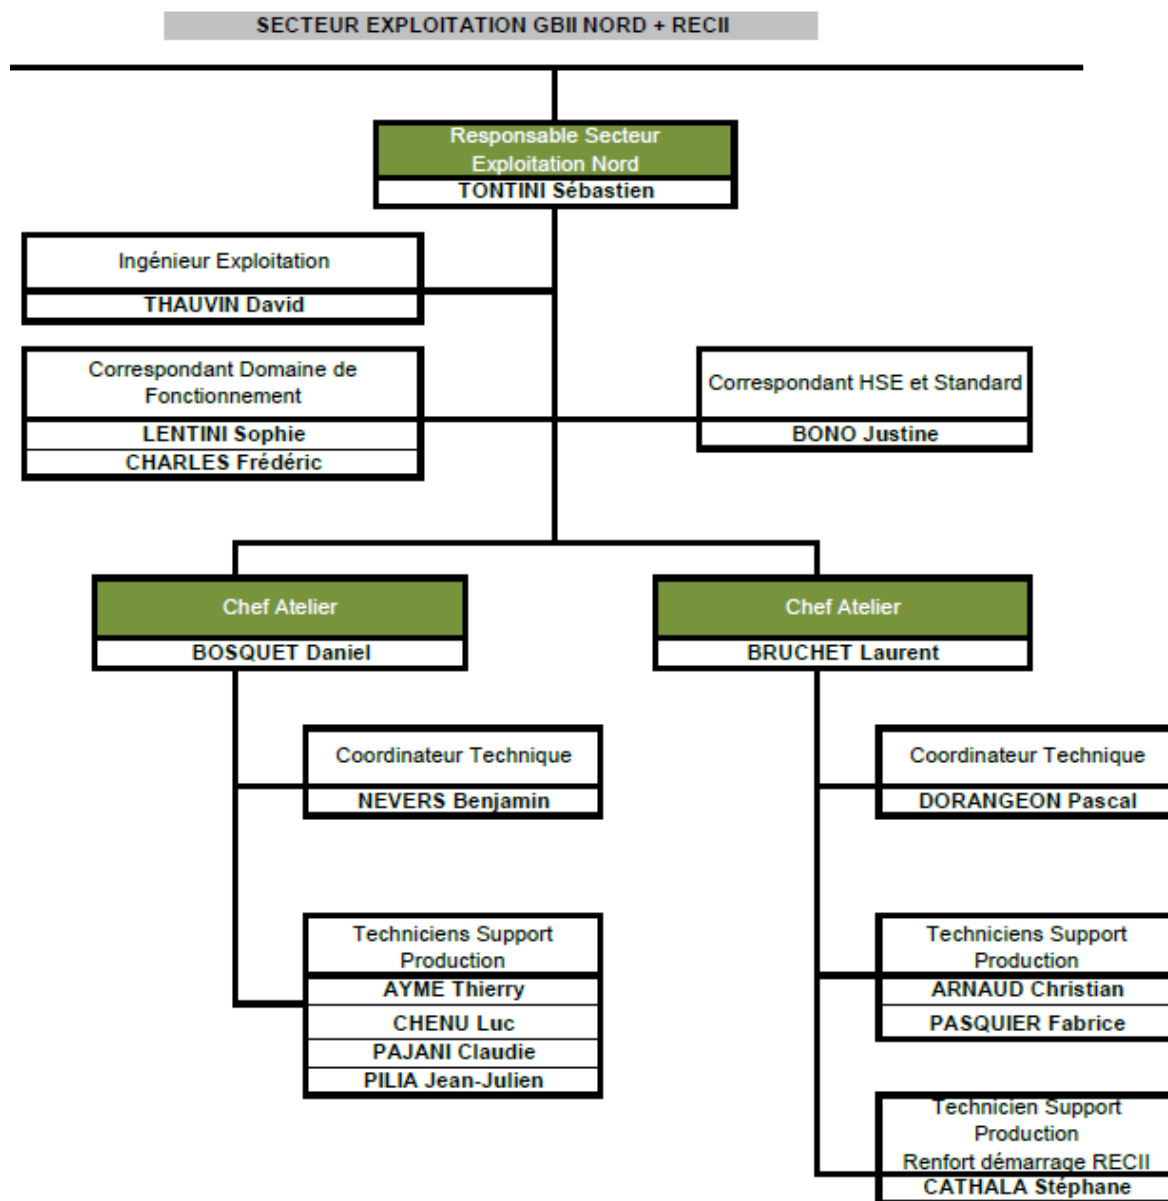 SECTEUR EXPLOITATION GBII NORD + RECII
Responsable Secteur
Exploitation Nord
TONTINI Sébastien
Ingénieur Exploitation
THAUVIN David
Correspondant Domaine de
Fonctionnement
LENTINI Sophie
CHARLES Frédéric
Correspondant HSE et Standard
BONO Justine
Chef Atelier
BOSQUET Daniel
Chef Atelier
BRUCHET Laurent
Coordinateur Technique
NEVERS Benjamin
Coordinateur Technique
DORANGEON Pascal
Techniciens Support
Production
AYME Thierry
CHENU Luc
PAJANI Claudie
PILIA Jean-Julien
Techniciens Support
Production
ARNAUD Christian
PASQUIER Fabrice
Technicien Support
Production
Renfort démarrage RECII
CATHALA Stéphane